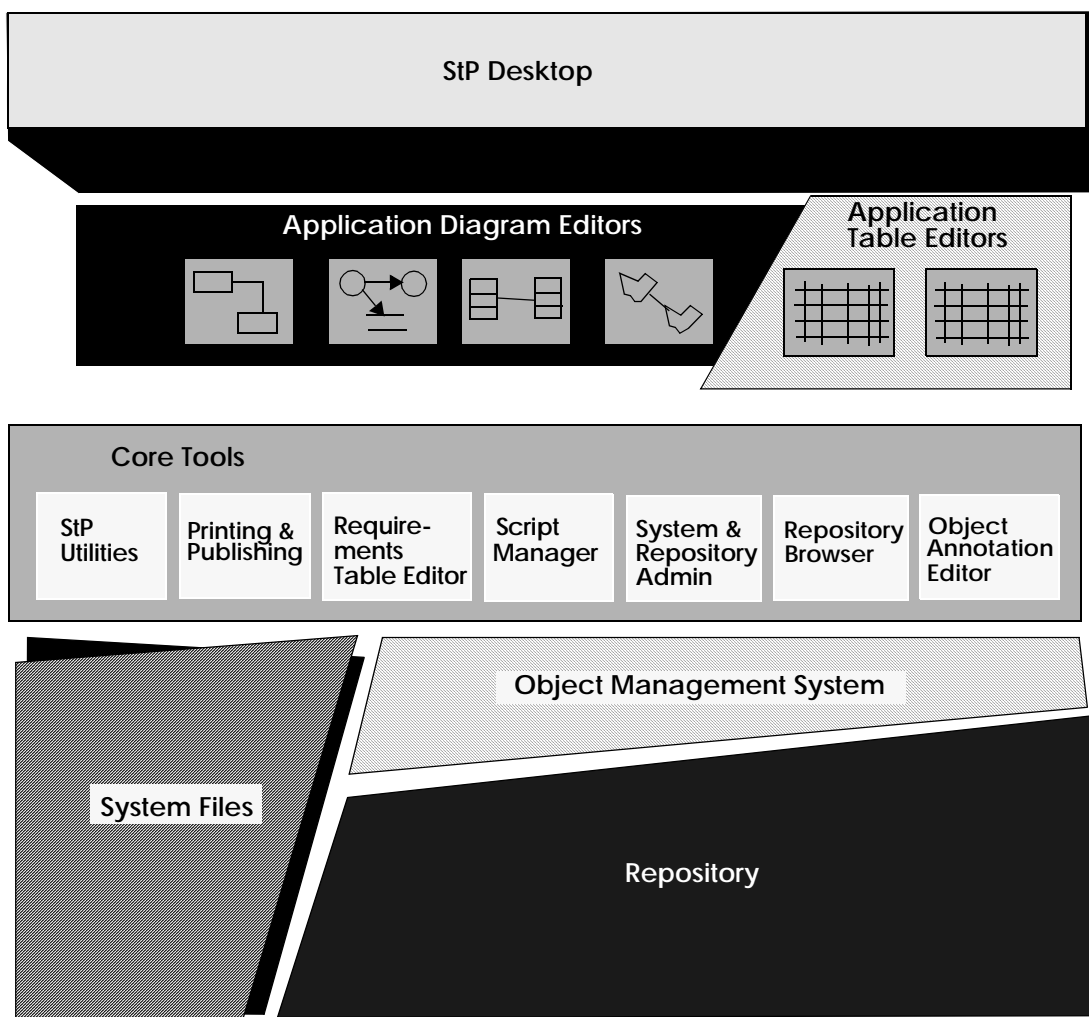 StP Desktop
Application Diagram Editors
Application
Table Editors
Core Tools
StP
Utilities
Printing &
Publishing
Require-
ments
Table Editor
Script
Manager
System &
Repository
Admin
Repository
Browser
Object
Annotation
Editor
Object Management System
System Files
Repository